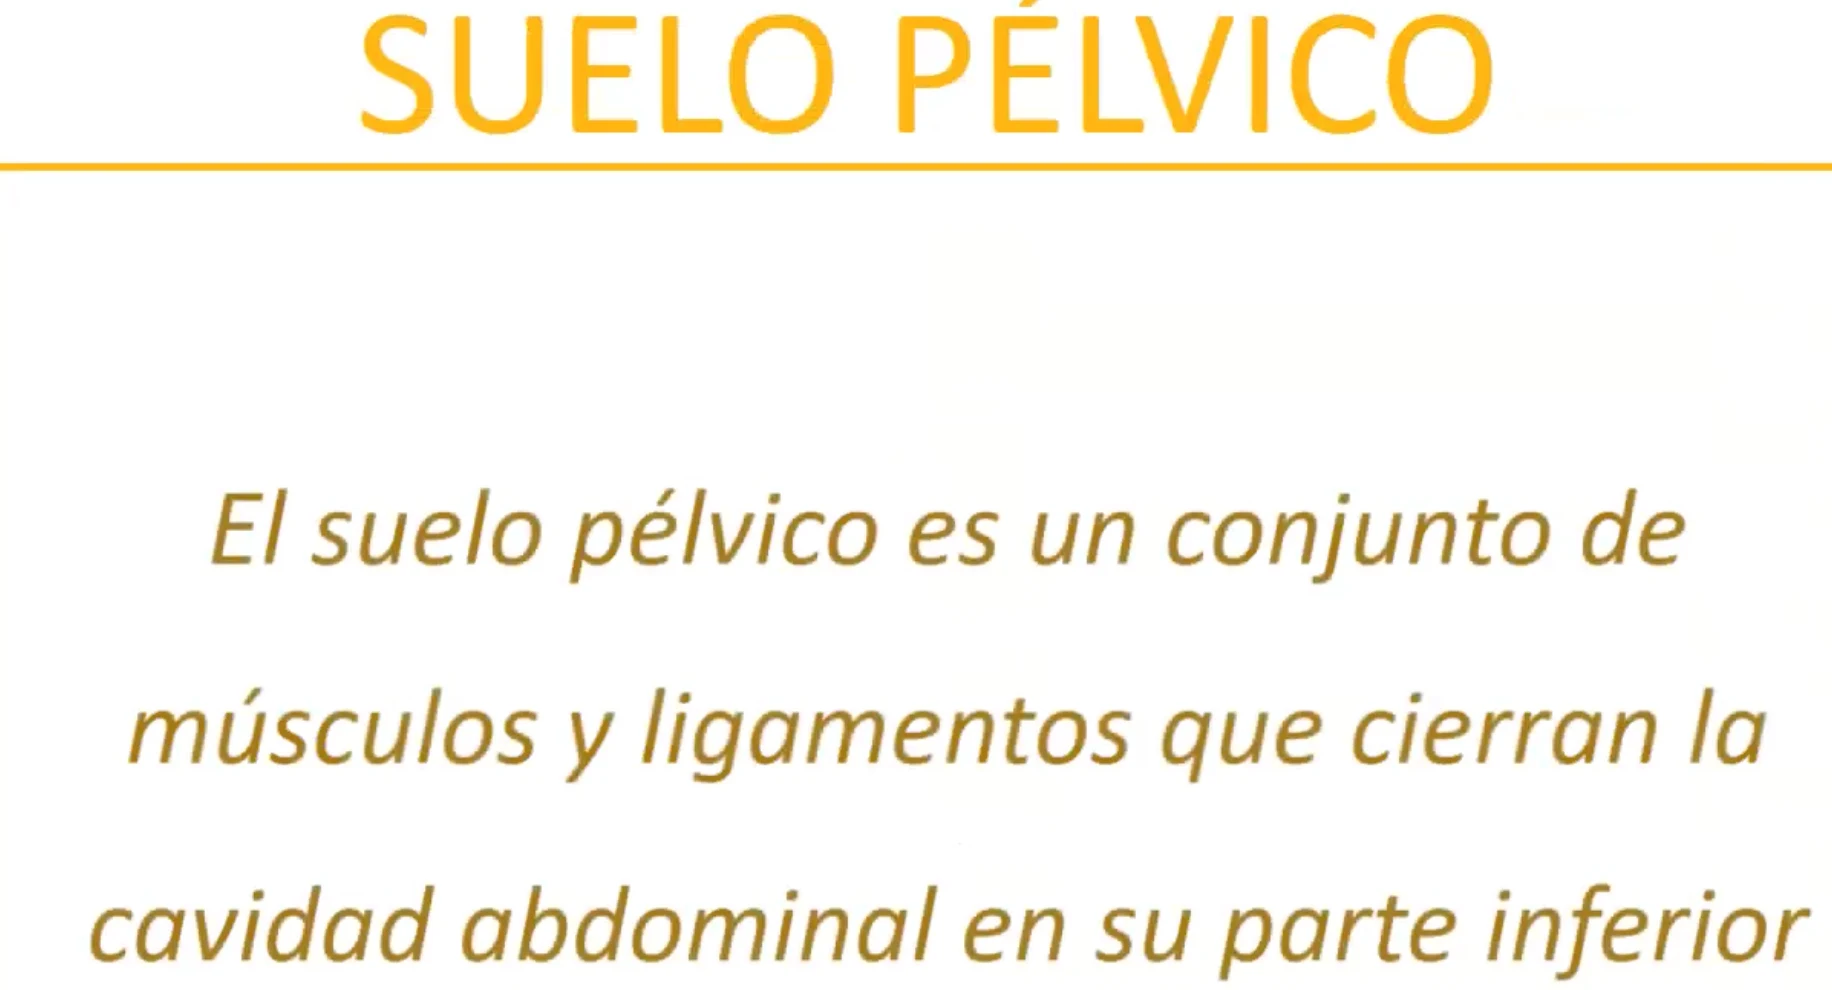 SUELO PÉLVICO
El suelo pélvico es un conjunto de
músculos y ligamentos que cierran la
cavidad abdominal en su parte inferior